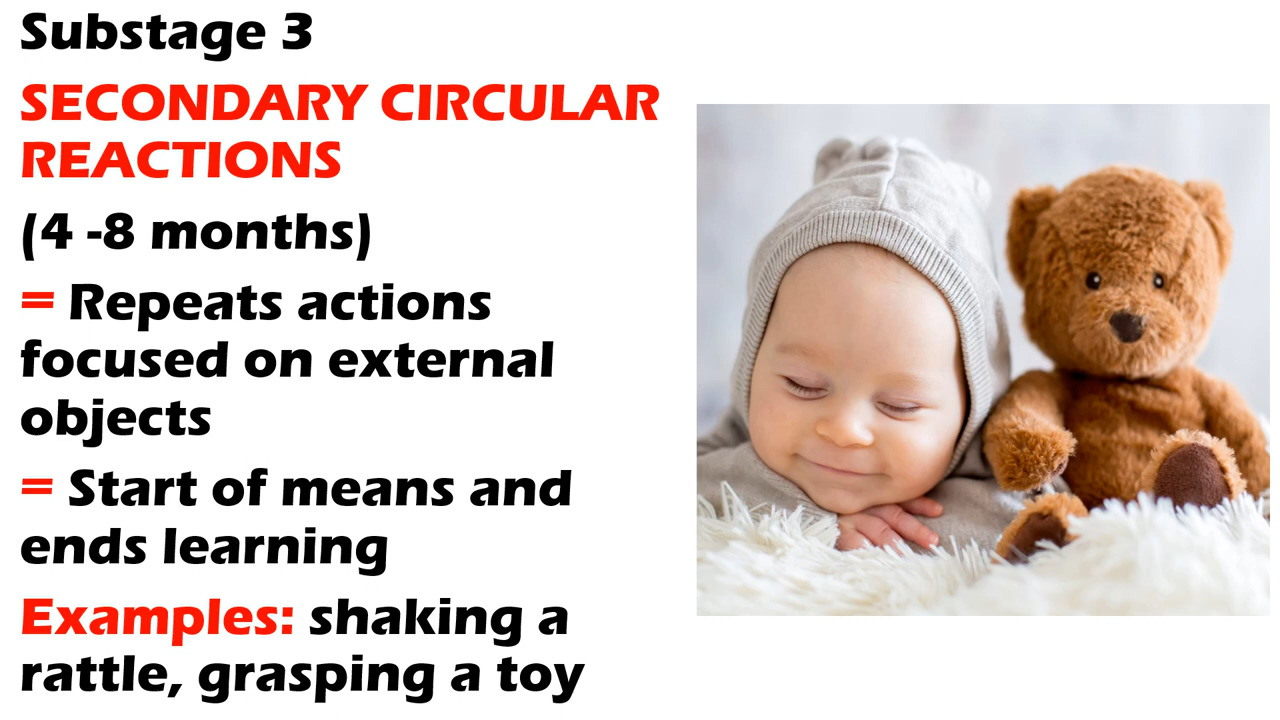 Substage 3
SECONDARY CIRCULAR
REACTIONS
(4 -8 months)
= Repeats actions
focused on external
objects
= Start of means and
ends learning
Examples: shaking a
rattle, grasping a toy